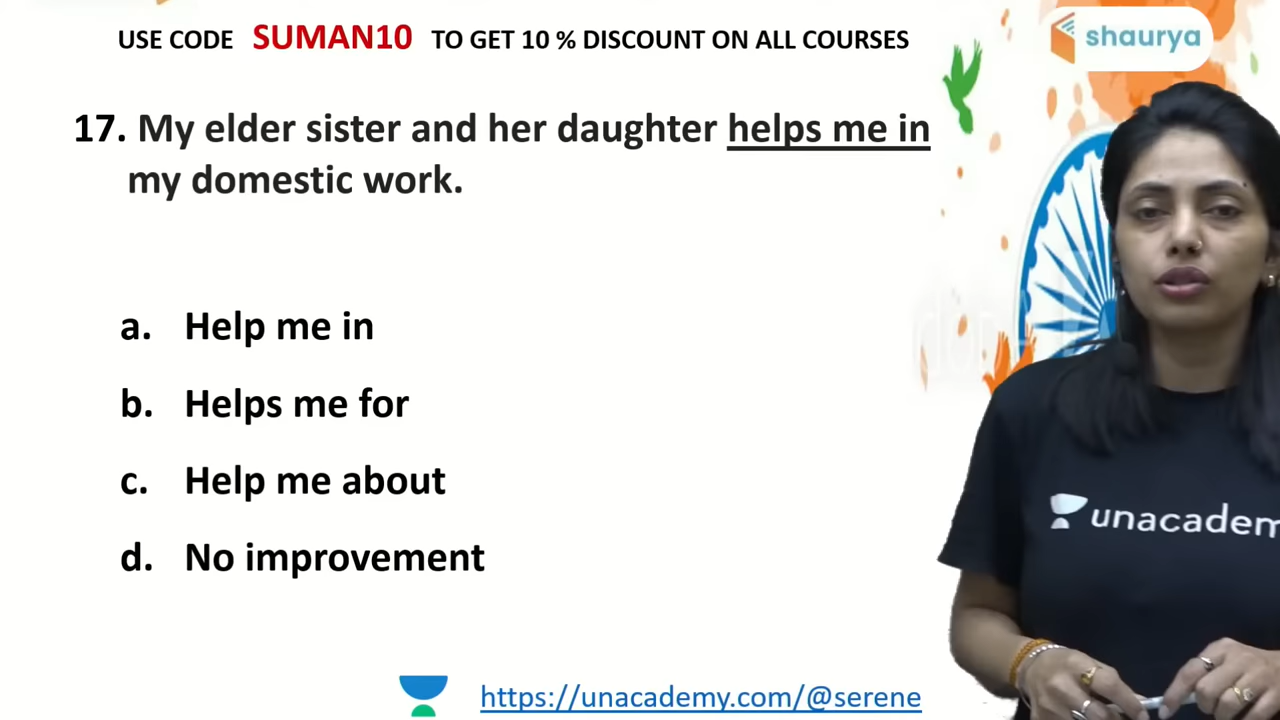 USE CODE SUMAN10 TO GET 10 % DISCOUNT ON ALL COURSES
shaurya
17. My elder sister and her daughter helps me in
my domestic work.
a. Help me in
b. Helps me for
c. Help me about
d. No improvement
unacadem
https://unacademy.com/@serene